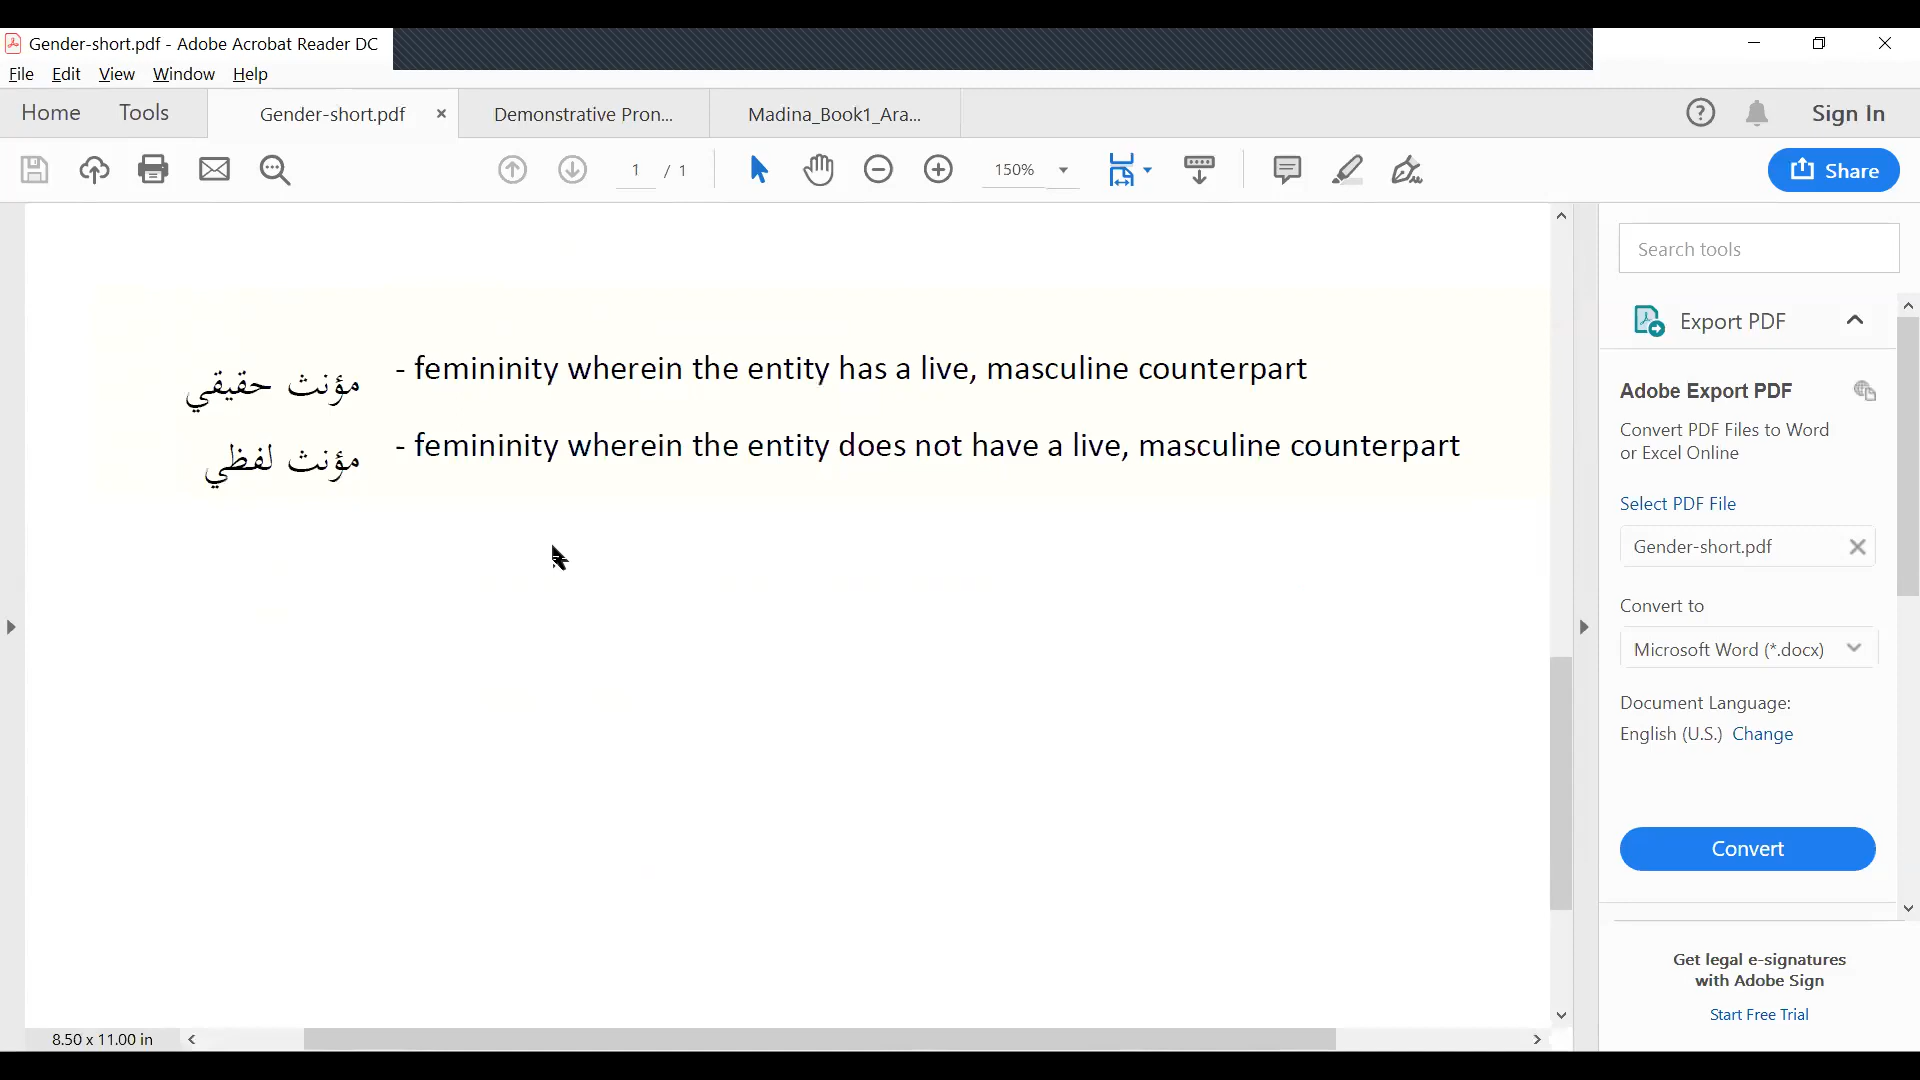 Gender-short.pdf - Adobe Acrobat Reader DC
File Edit View Window Help
Home Tools Gender-short.pdf × Demonstrative Pron... Madina_Book1_Ara... Sign In
1 / 1 150% Share
Search tools
Export PDF
مؤنث حقيقي - femininity wherein the entity has a live, masculine counterpart
مؤنث لفظي - femininity wherein the entity does not have a live, masculine counterpart
Adobe Export PDF
Convert PDF Files to Word
or Excel Online
Select PDF File
Gender-short.pdf
Convert to
Microsoft Word (*.docx)
Document Language:
English (U.S.) Change
Convert
Get legal e-signatures
with Adobe Sign
Start Free Trial
8.50 x 11.00 in